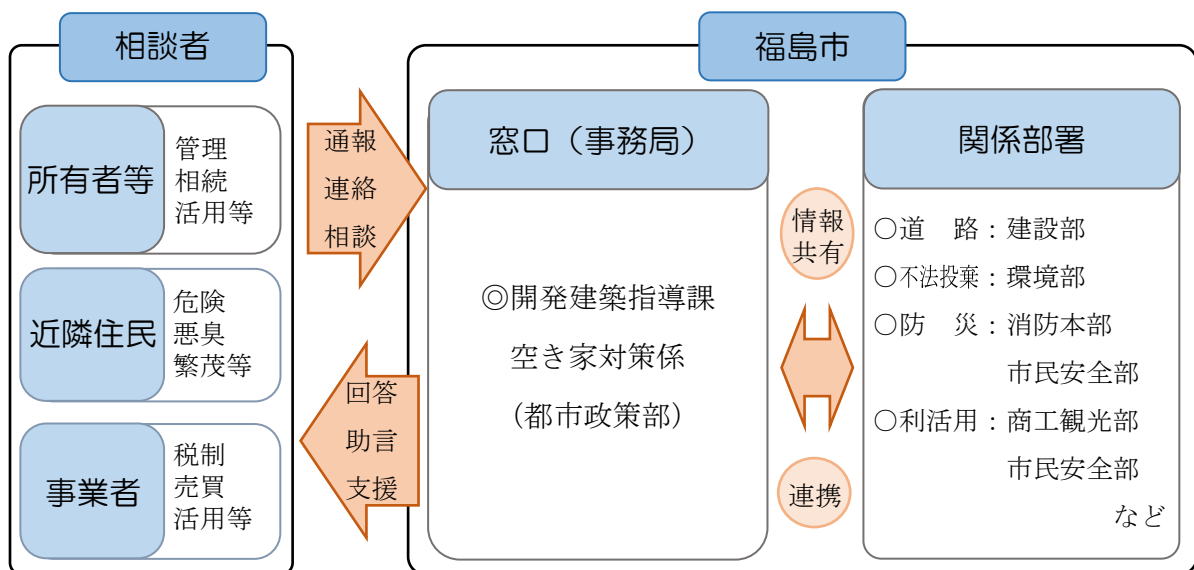 相談者
所有者等
管理
相続
活用等
近隣住民
危険
悪臭
繁茂等
事業者
税制
売買
活用等
通報
連絡
相談
回答
助言
支援
福島市
窓口（事務局）
◎開発建築指導課
空き家対策係
（都市政策部）
情報
共有
連携
関係部署
○道　路：建設部
○不法投棄：環境部
○防　災：消防本部
市民安全部
○利活用：商工観光部
市民安全部
など